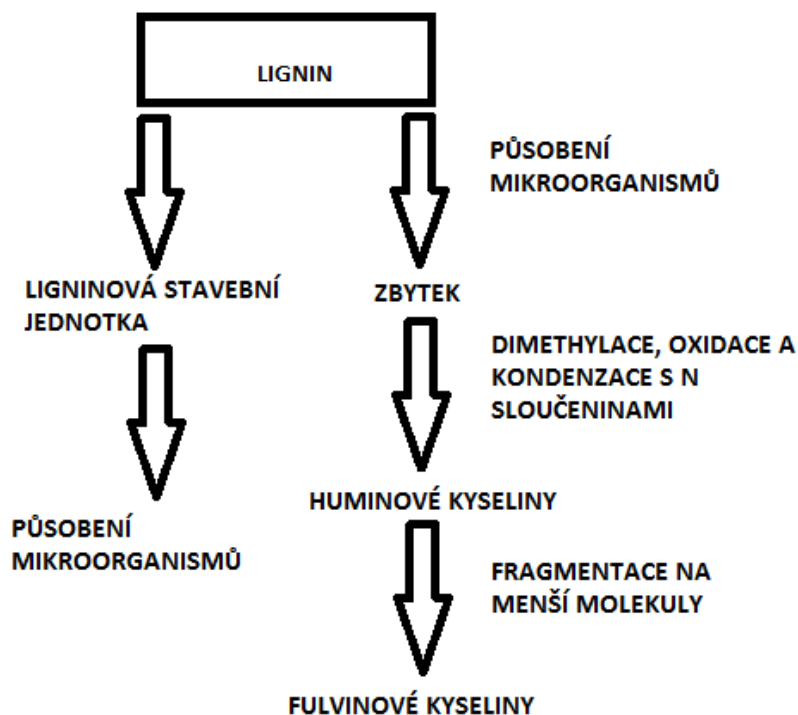 LIGNIN
PŮSOBENÍ
MIKROORGANISMŮ
LIGNINOVÁ STAVEBNÍ
JEDNOTKA
ZBYTEK
DIMETHYLACE, OXIDACE A
KONDENZACE S N
SLOUČENINAMI
HUMINOVÉ KYSELINY
PŮSOBENÍ
MIKROORGANISMŮ
FRAGMENTACE NA
MENŠÍ MOLEKULY
FULVINOVÉ KYSELINY